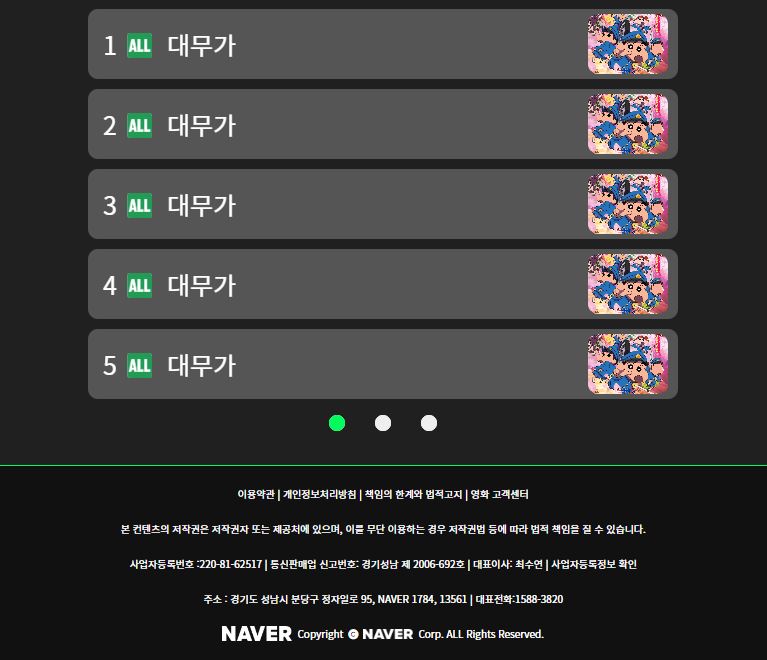 1 ALL 대무가
2 ALL 대무가
3 ALL 대무가
4 ALL 대무가
5 ALL 대무가
이용약관 | 개인정보처리방침 | 책임의 한계와 법적고지 | 영화 고객센터
본 컨텐츠의 저작권은 저작권자 또는 제공처에 있으며, 이를 무단 이용하는 경우 저작권법 등에 따라 법적 책임을 질 수 있습니다.
사업자등록번호 :220-81-62517 | 통신판매업 신고번호: 경기성남 제 2006-692호 | 대표이사: 최수연 | 사업자등록정보 확인
주소 : 경기도 성남시 분당구 정자일로 95, NAVER 1784, 13561 | 대표전화:1588-3820
NAVER Copyright © NAVER Corp. ALL Rights Reserved.